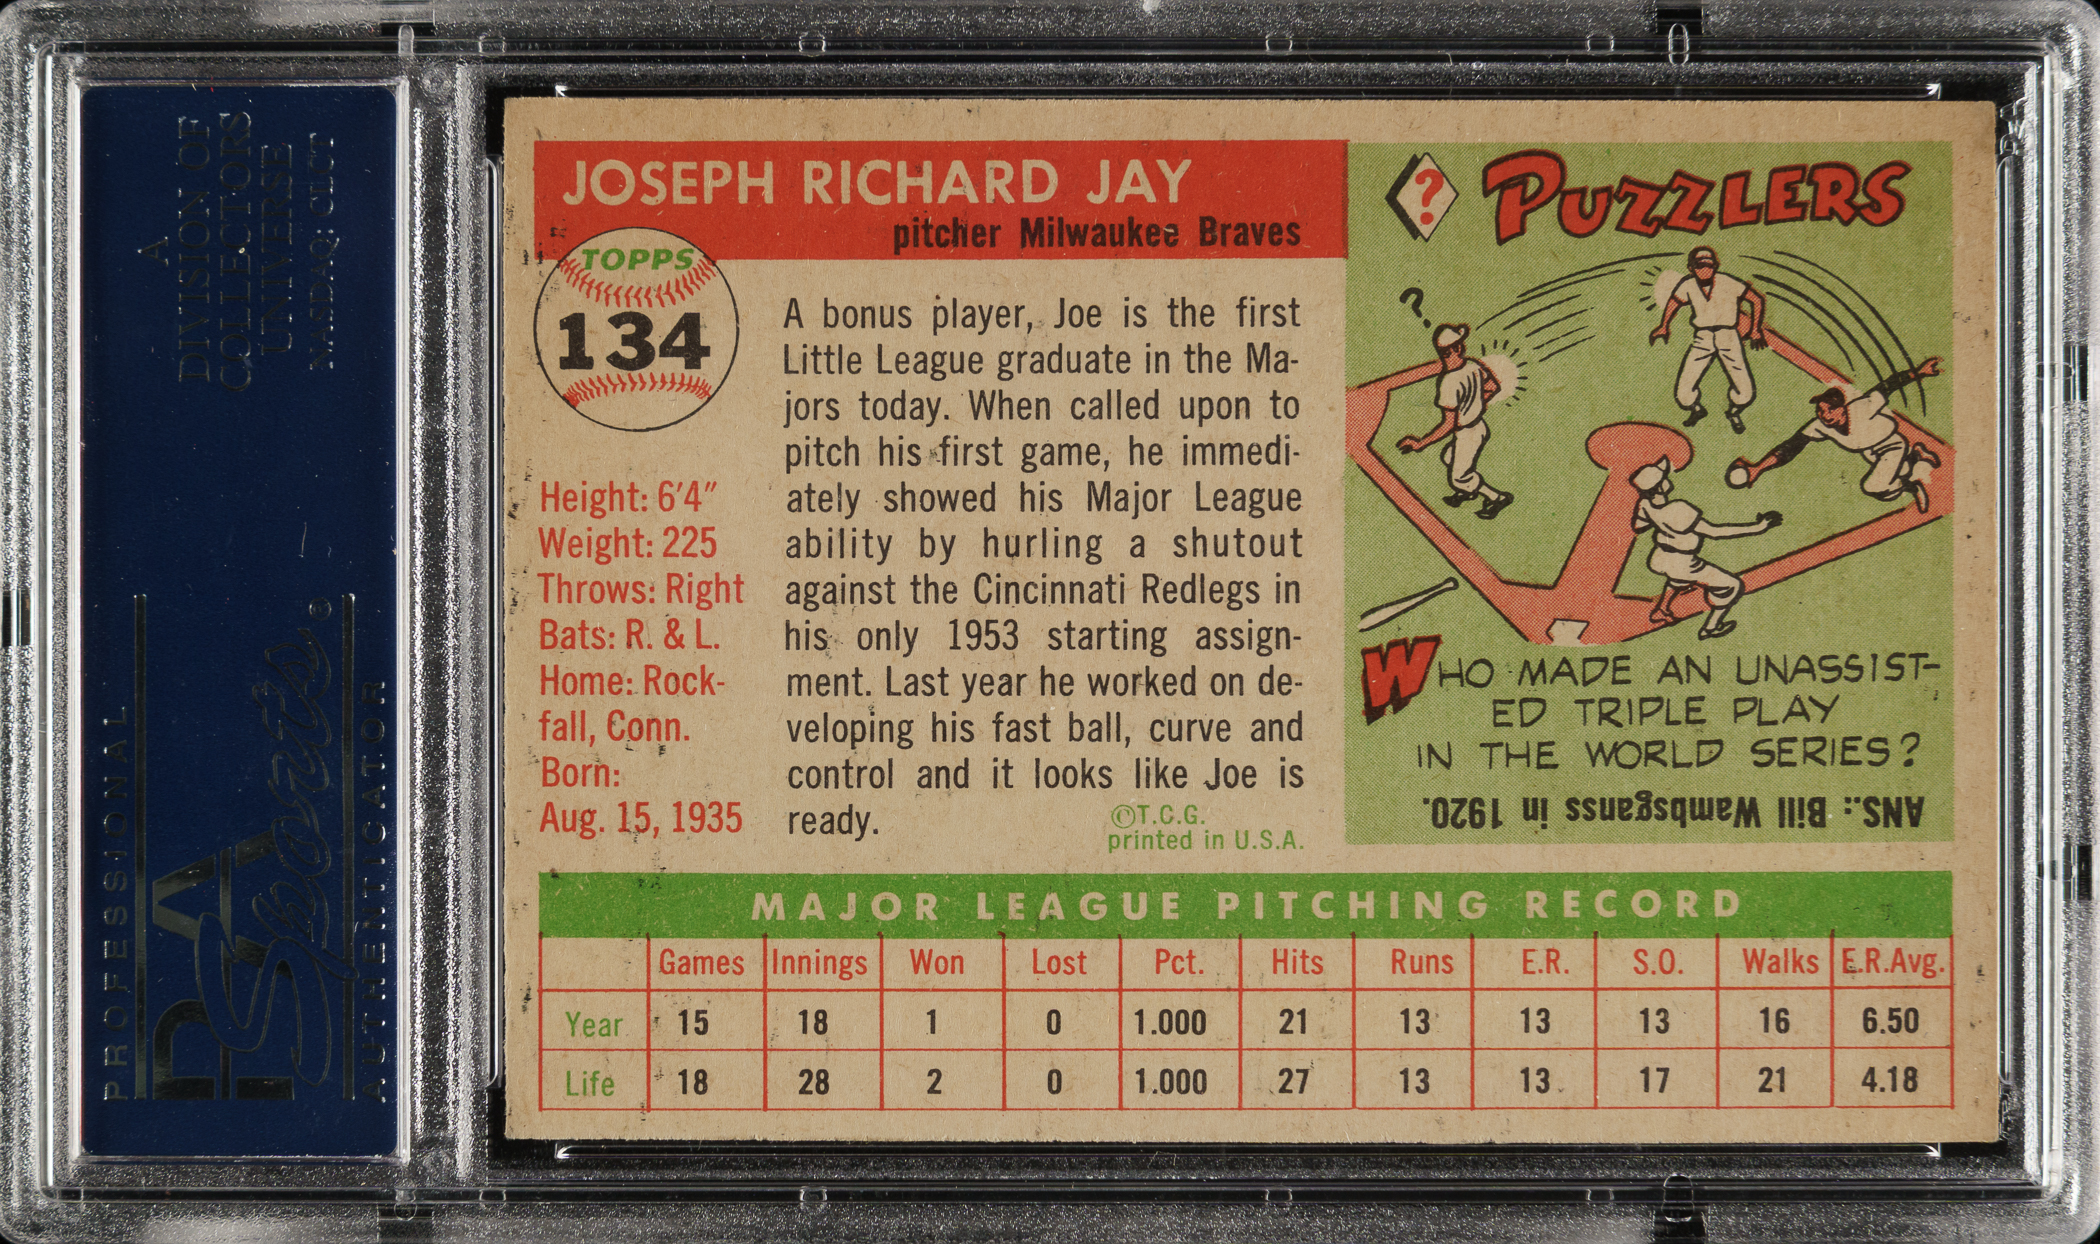 A
DIVISION OF
COLLECTORS
UNIVERSE
NASDAQ: CLCT
PROFESSIONAL
PSA
Sports®
AUTHENTICATOR
JOSEPH RICHARD JAY
pitcher Milwaukee Braves
TOPPS
134
Height: 6'4"
Weight: 225
Throws: Right
Bats: R. & L.
Home: Rock-
fall, Conn.
Born:
Aug. 15, 1935
A bonus player, Joe is the first
Little League graduate in the Ma-
jors today. When called upon to
pitch his first game, he immedi-
ately showed his Major League
ability by hurling a shutout
against the Cincinnati Redlegs in
his only 1953 starting assign-
ment. Last year he worked on de-
veloping his fast ball, curve and
control and it looks like Joe is
ready.
©T.C.G.
printed in U.S.A.
? PUZZLERS
?
WHO MADE AN UNASSIST-
ED TRIPLE PLAY
IN THE WORLD SERIES?
ANS.: Bill Wambsganss in 1920.
MAJOR LEAGUE PITCHING RECORD
Games Innings Won Lost Pct. Hits Runs E.R. S.O. Walks E.R.Avg.
Year 15 18 1 0 1.000 21 13 13 13 16 6.50
Life 18 28 2 0 1.000 27 13 13 17 21 4.18